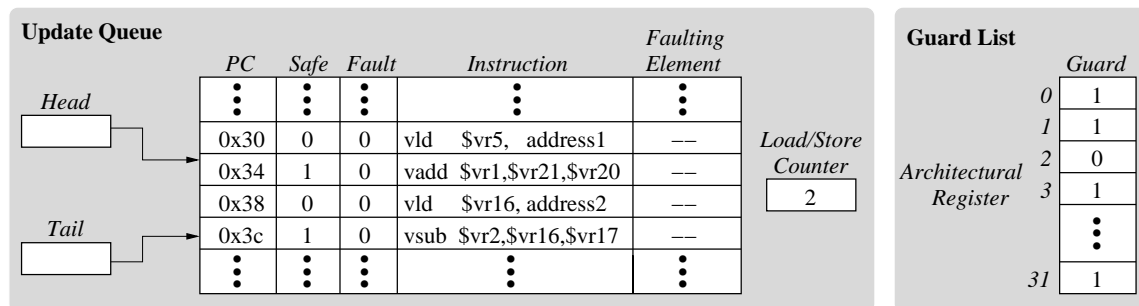 Update Queue
Faulting
PC Safe Fault Instruction Element
Head
0x30 0 0 vld $vr5, address1 −−
0x34 1 0 vadd $vr1,$vr21,$vr20 −−
0x38 0 0 vld $vr16, address2 −−
Tail
0x3c 1 0 vsub $vr2,$vr16,$vr17 −−
Load/Store
Counter
2
Guard List
Guard
Architectural
Register
0 1
1 1
2 0
3 1
31 1